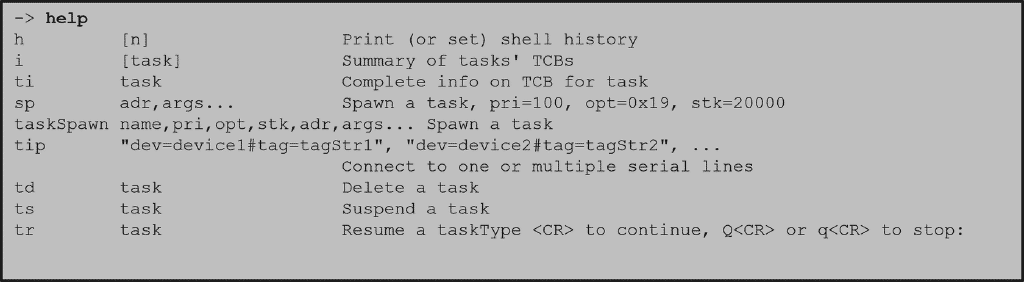 -> help
h          [n]                   Print (or set) shell history
i          [task]                Summary of tasks' TCBs
ti         task                  Complete info on TCB for task
sp         adr,args...           Spawn a task, pri=100, opt=0x19, stk=20000
taskSpawn name,pri,opt,stk,adr,args... Spawn a task
tip        "dev=device1#tag=tagStr1", "dev=device2#tag=tagStr2", ...
                                 Connect to one or multiple serial lines
td         task                  Delete a task
ts         task                  Suspend a task
tr         task                  Resume a taskType <CR> to continue, Q<CR> or q<CR> to stop: